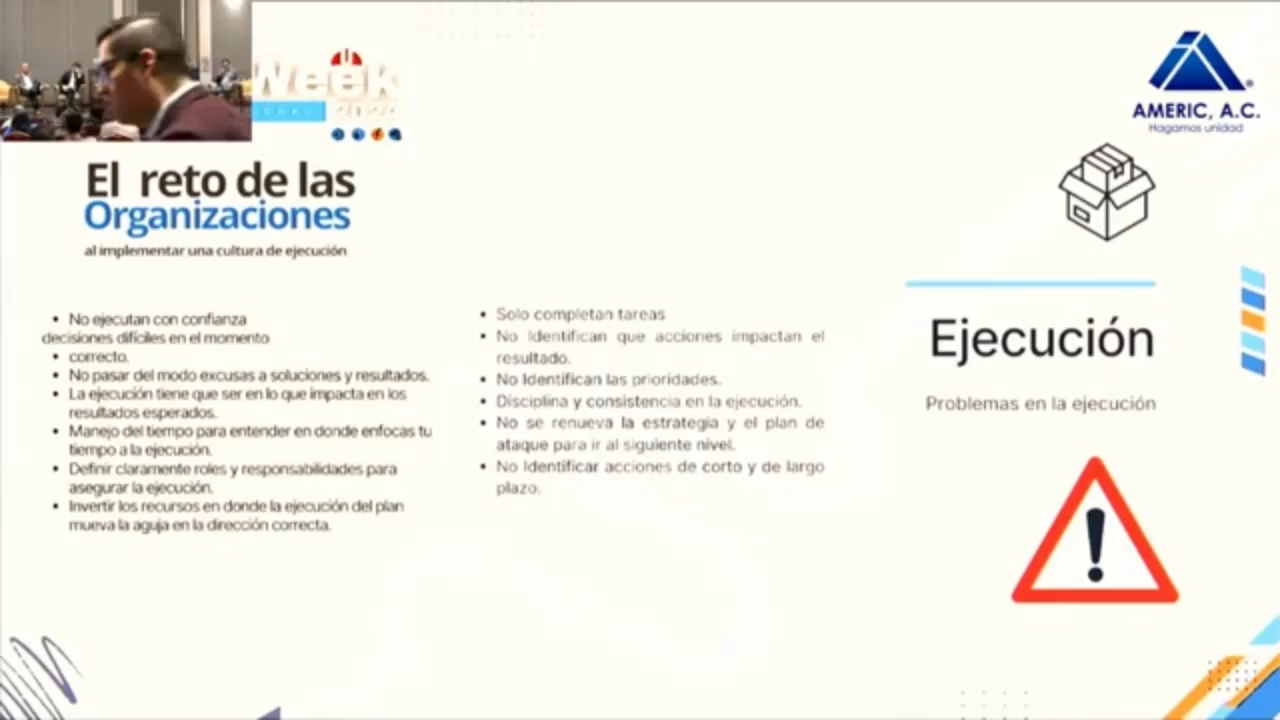 Week
2024
AMERIC, A.C.
Hagamos unidad
El reto de las
Organizaciones
al implementar una cultura de ejecución
• No ejecutan con confianza
decisiones difíciles en el momento
• correcto.
• No pasar del modo excusas a soluciones y resultados.
• La ejecución tiene que ser en lo que impacta en los
resultados esperados.
• Manejo del tiempo para entender en donde enfocas tu
tiempo a la ejecución.
• Definir claramente roles y responsabilidades para
asegurar la ejecución.
• Invertir los recursos en donde la ejecución del plan
mueva la aguja en la dirección correcta.
• Solo completan tareas
• No Identifican que acciones impactan el
resultado.
• No Identifican las prioridades.
• Disciplina y consistencia en la ejecución.
• No se renueva la estrategia y el plan de
ataque para ir al siguiente nivel.
• No Identificar acciones de corto y de largo
plazo.
Ejecución
Problemas en la ejecución